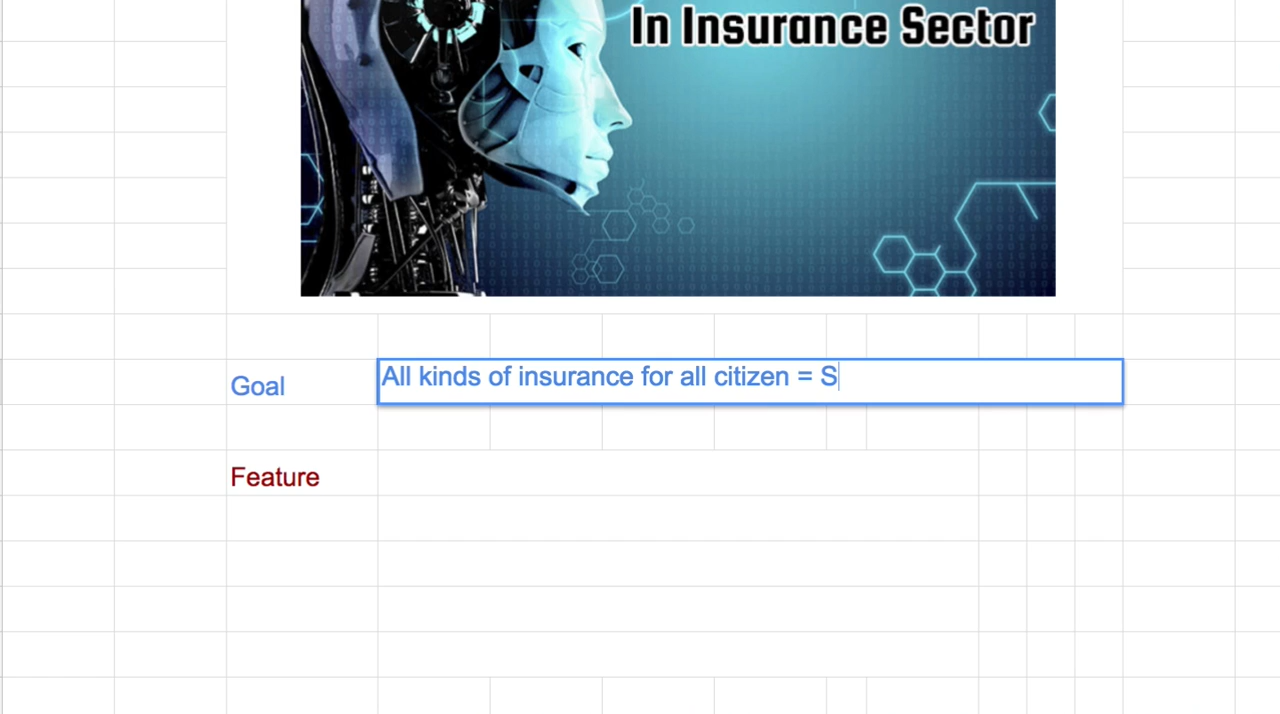 In Insurance Sector
Goal
All kinds of insurance for all citizen = S
Feature